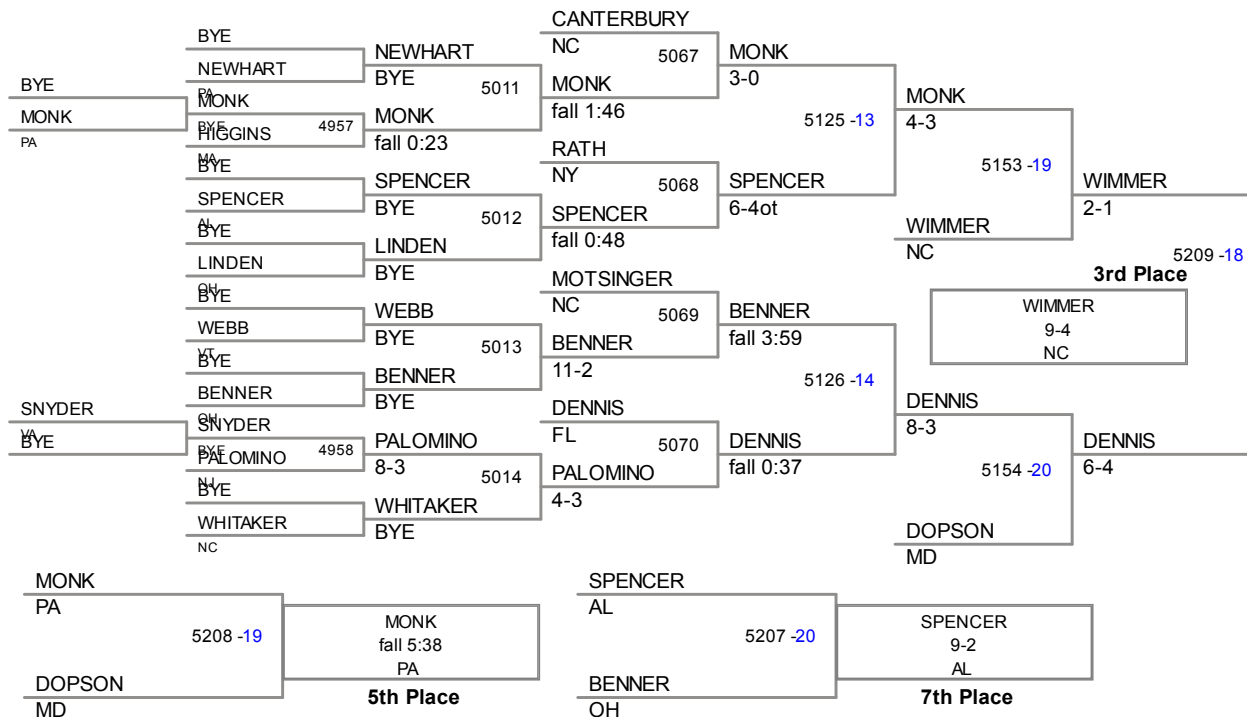 BYE
MONK
PA
SNYDER
VA
BYE
BYE
NEWHART
PA
MONK
BYE
HIGGINS
MA
4957
BYE
SPENCER
AL
BYE
LINDEN
OH
BYE
WEBB
VT
BYE
BENNER
OH
SNYDER
BYE
PALOMINO
NJ
4958
BYE
WHITAKER
NC
NEWHART
BYE
5011
MONK
fall 0:23
SPENCER
BYE
5012
LINDEN
BYE
WEBB
BYE
5013
BENNER
BYE
PALOMINO
8-3
5014
WHITAKER
BYE
CANTERBURY
NC
5067
MONK
fall 1:46
RATH
NY
5068
SPENCER
fall 0:48
MOTSINGER
NC
5069
BENNER
11-2
DENNIS
FL
5070
PALOMINO
4-3
MONK
3-0
5125 -13
SPENCER
6-4ot
BENNER
fall 3:59
5126 -14
DENNIS
fall 0:37
MONK
4-3
5153 -19
WIMMER
NC
DENNIS
8-3
5154 -20
DOPSON
MD
WIMMER
2-1
5209 -18
3rd Place
WIMMER
9-4
NC
DENNIS
6-4
MONK
PA
5208 -19
DOPSON
MD
MONK
fall 5:38
PA
5th Place
SPENCER
AL
5207 -20
BENNER
OH
SPENCER
9-2
AL
7th Place